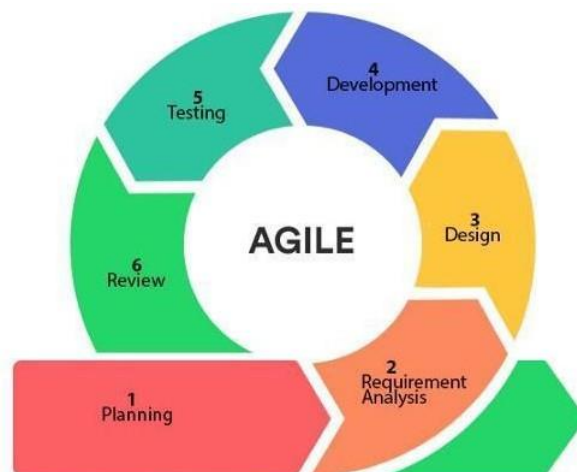 4
Development
5
Testing
3
Design
AGILE
6
Review
2
Requirement
Analysis
1
Planning